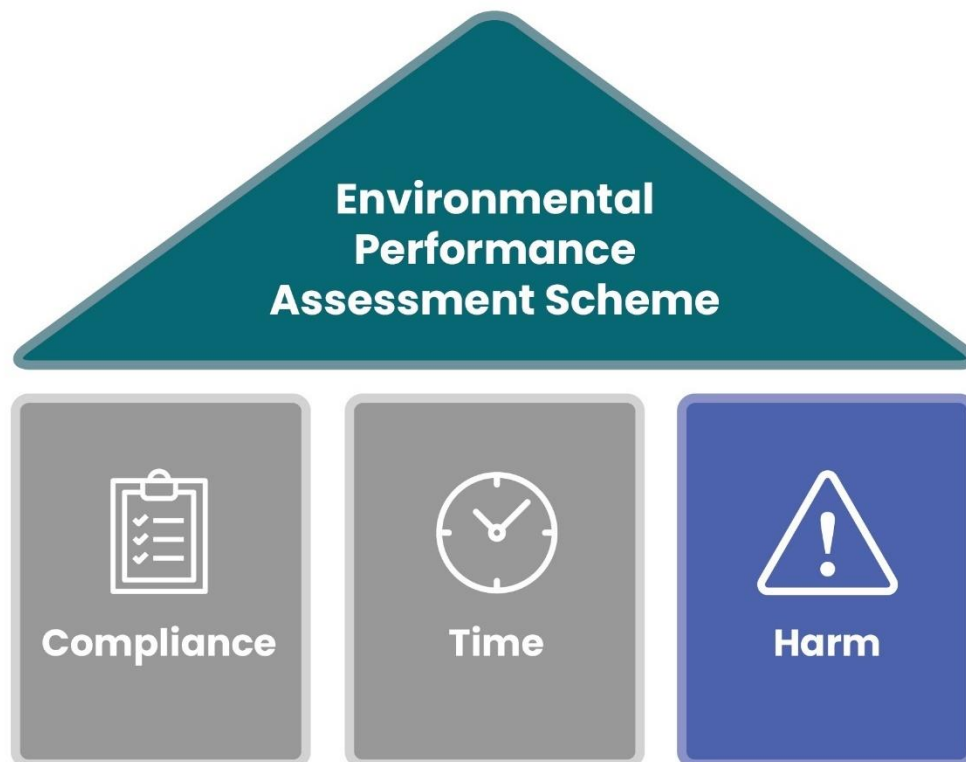 Environmental
Performance
Assessment Scheme
Compliance
Time
Harm